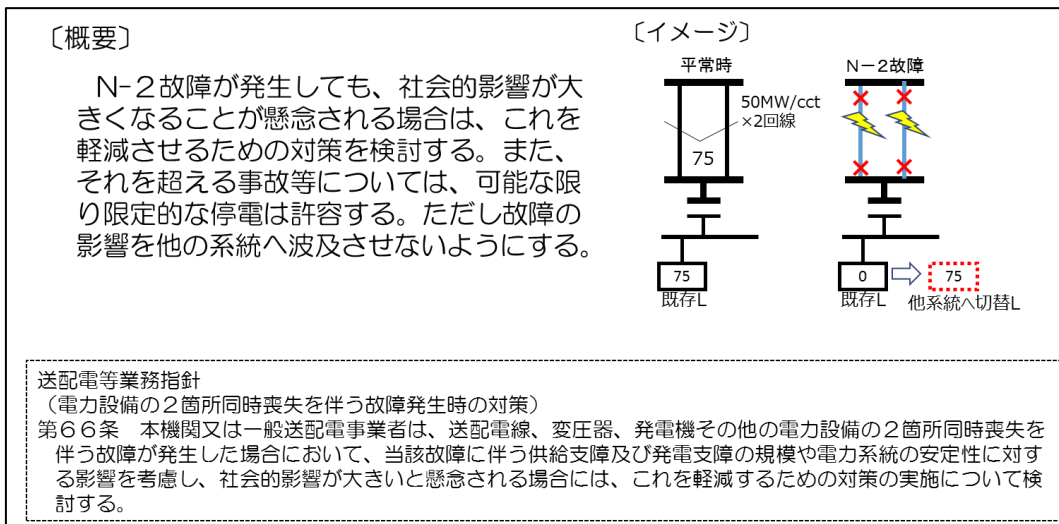 〔概要〕
N-2故障が発生しても、社会的影響が大
きくなることが懸念される場合は、これを
軽減させるための対策を検討する。また、
それを超える事故等については、可能な限
り限定的な停電は許容する。ただし故障の
影響を他の系統へ波及させないようにする。
〔イメージ〕
平常時
50MW/cct
×2回線
75
75
既存L
N－2故障
0
既存L
75
他系統へ切替L
送配電等業務指針
（電力設備の２箇所同時喪失を伴う故障発生時の対策）
第６６条　本機関又は一般送配電事業者は、送配電線、変圧器、発電機その他の電力設備の２箇所同時喪失を
伴う故障が発生した場合において、当該故障に伴う供給支障及び発電支障の規模や電力系統の安定性に対す
る影響を考慮し、社会的影響が大きいと懸念される場合には、これを軽減するための対策の実施について検
討する。